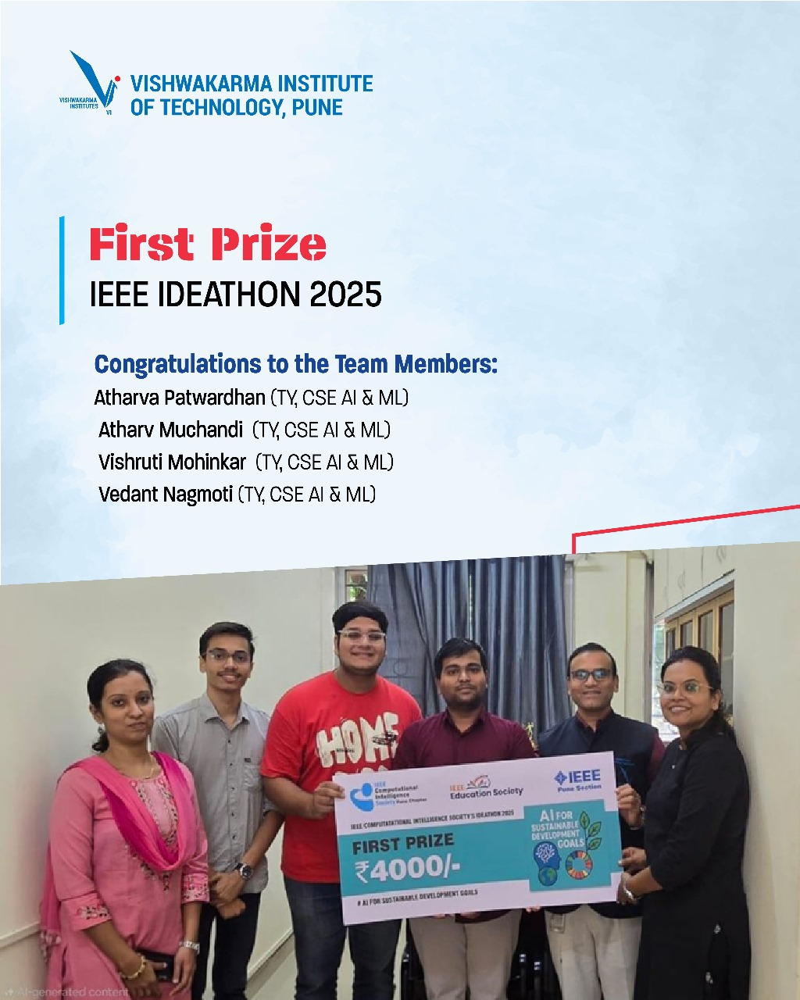 VISHWAKARMA
INSTITUTES
VI
VISHWAKARMA INSTITUTE
OF TECHNOLOGY, PUNE
First Prize
IEEE IDEATHON 2025
Congratulations to the Team Members:
Atharva Patwardhan (TY, CSE AI & ML)
Atharv Muchandi (TY, CSE AI & ML)
Vishruti Mohinkar (TY, CSE AI & ML)
Vedant Nagmoti (TY, CSE AI & ML)
HOME
IEEE
Computational
Intelligence
Society Pune Chapter
IEEE
Education Society
IEEE
Pune Section
IEEE COMPUTATATIONAL INTELLIGENCE SOCIETY'S IDEATHON 2025
FIRST PRIZE
₹4000/-
AI FOR
SUSTAINABLE
DEVELOPMENT
GOALS
# AI FOR SUSTAINABLE DEVELOPMENT GOALS
AI-generated content